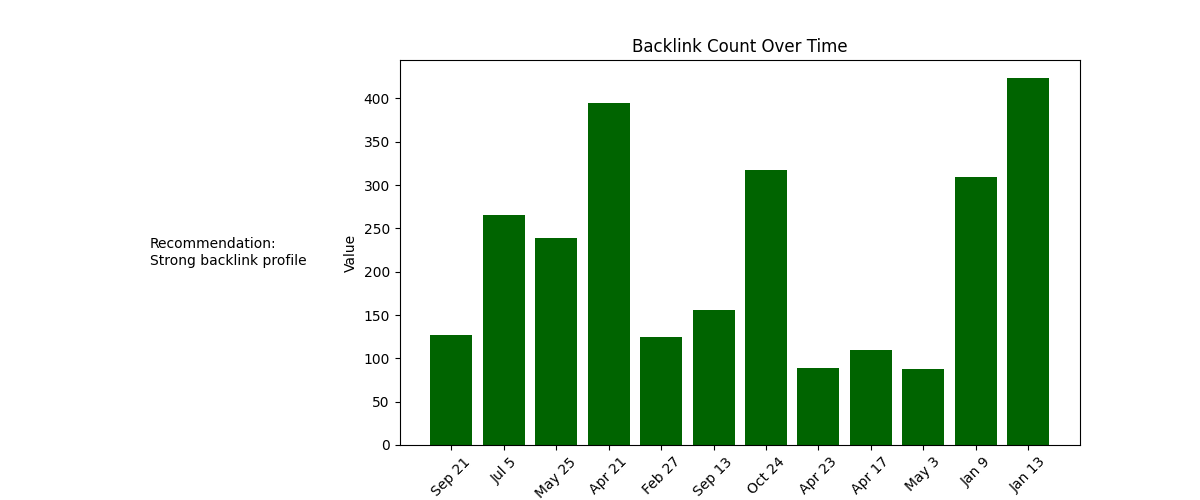 Backlink Count Over Time
Recommendation:
Strong backlink profile
Value
400
350
300
250
200
150
100
50
0
Sep 21
Jul 5
May 25
Apr 21
Feb 27
Sep 13
Oct 24
Apr 23
Apr 17
May 3
Jan 9
Jan 13